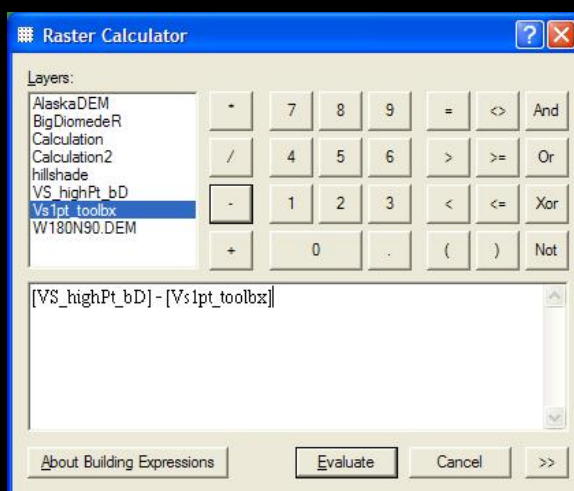 Raster Calculator
Layers:
AlaskaDEM
BigDiomedeR
Calculation
Calculation2
hillshade
VS_highPt_bD
Vs1pt_toolbx
W180N90.DEM
* 7 8 9 = <> And
/ 4 5 6 > >= Or
- 1 2 3 < <= Xor
+ 0 . ( ) Not
[VS_highPt_bD] - [Vs1pt_toolbx]
About Building Expressions Evaluate Cancel >>